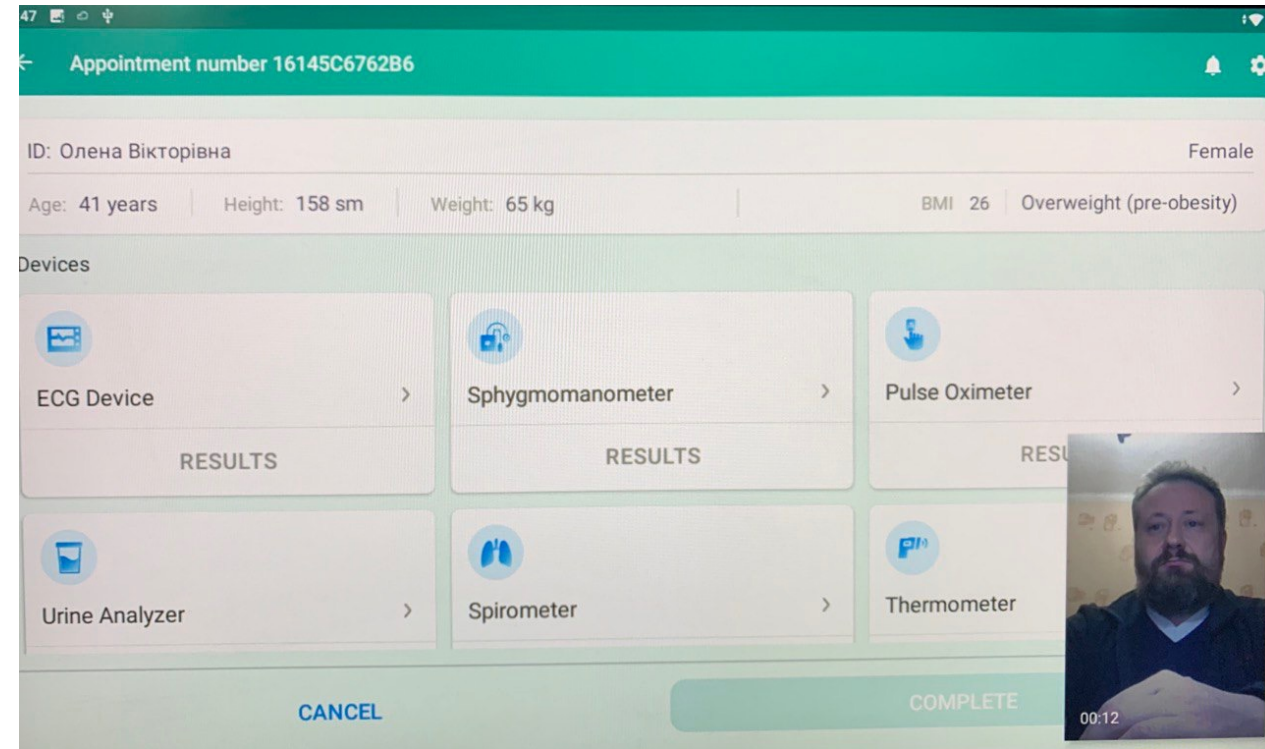 47
Appointment number 16145C6762B6
ID: Олена Вікторівна Female
Age: 41 years Height: 158 sm Weight: 65 kg BMI 26 Overweight (pre-obesity)
Devices
ECG Device Sphygmomanometer Pulse Oximeter
RESULTS RESULTS RESU
Urine Analyzer Spirometer Thermometer
CANCEL COMPLETE
00:12